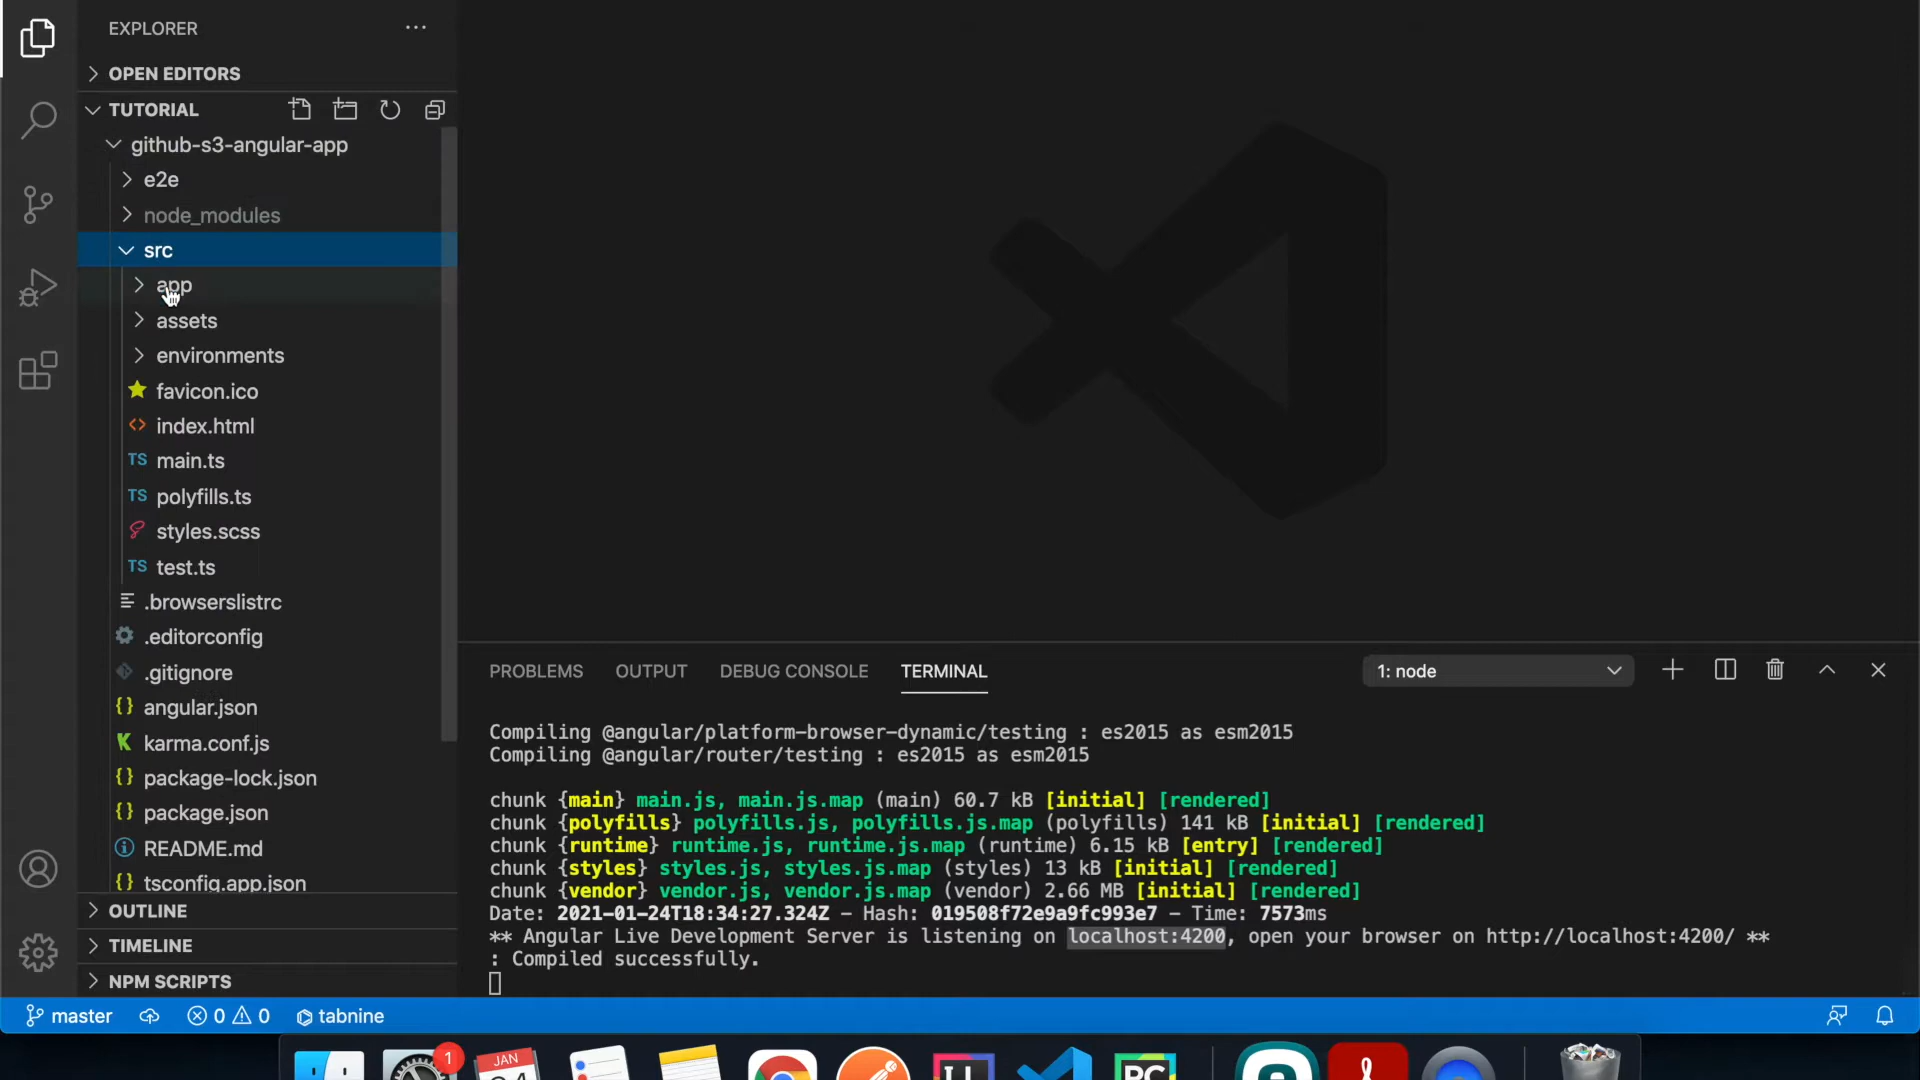 EXPLORER
OPEN EDITORS
TUTORIAL
github-s3-angular-app
e2e
node_modules
src
app
assets
environments
favicon.ico
index.html
TS main.ts
TS polyfills.ts
styles.scss
TS test.ts
.browserslistrc
.editorconfig
.gitignore
{} angular.json
K karma.conf.js
{} package-lock.json
{} package.json
README.md
{} tsconfig.app.json
OUTLINE
TIMELINE
NPM SCRIPTS
PROBLEMS OUTPUT DEBUG CONSOLE TERMINAL 1: node
Compiling @angular/platform-browser-dynamic/testing : es2015 as esm2015
Compiling @angular/router/testing : es2015 as esm2015
chunk {main} main.js, main.js.map (main) 60.7 kB [initial] [rendered]
chunk {polyfills} polyfills.js, polyfills.js.map (polyfills) 141 kB [initial] [rendered]
chunk {runtime} runtime.js, runtime.js.map (runtime) 6.15 kB [entry] [rendered]
chunk {styles} styles.js, styles.js.map (styles) 13 kB [initial] [rendered]
chunk {vendor} vendor.js, vendor.js.map (vendor) 2.66 MB [initial] [rendered]
Date: 2021-01-24T18:34:27.324Z - Hash: 019508f72e9a9fc993e7 - Time: 7573ms
** Angular Live Development Server is listening on localhost:4200, open your browser on http://localhost:4200/ **
: Compiled successfully.
master 0 0 tabnine
1
JAN
PC